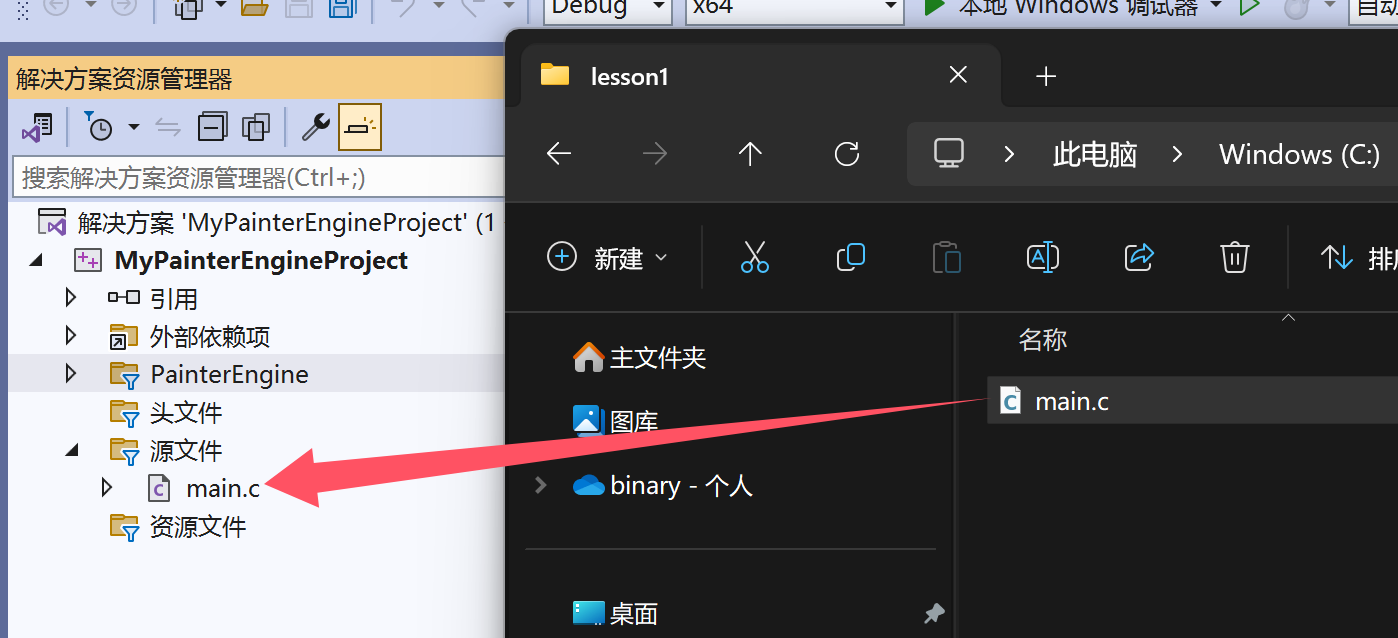 Debug
x64
本地 Windows 调试器
自动
解决方案资源管理器
搜索解决方案资源管理器(Ctrl+;)
解决方案 'MyPainterEngineProject' (1
MyPainterEngineProject
引用
外部依赖项
PainterEngine
头文件
源文件
main.c
资源文件
lesson1
此电脑
Windows (C:)
新建
主文件夹
图库
binary - 个人
桌面
名称
main.c